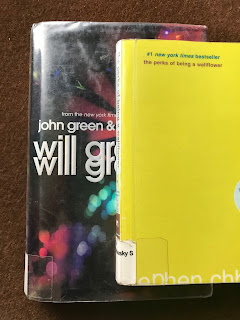 from the new york times
john green &
will gr
will gr
#1 new york times bestseller
the perks of being a wallflower
nsky S
ephen chb